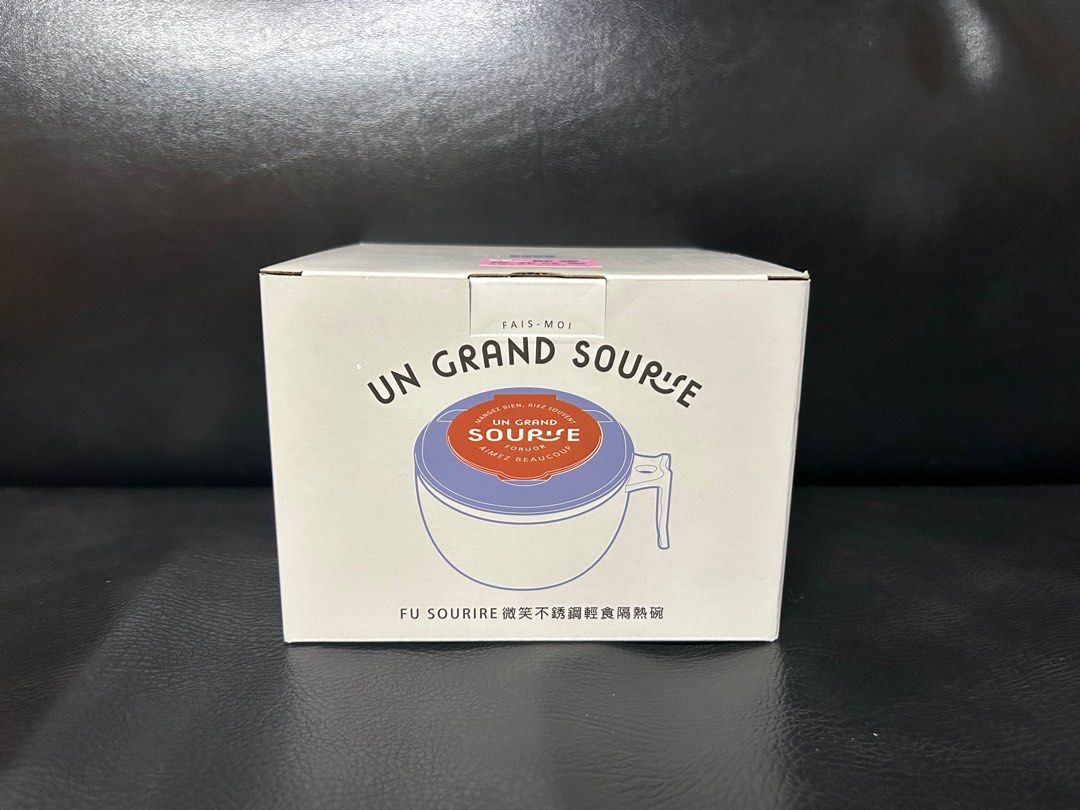 FAIS-MOI
UN GRAND SOURIRE
MANGEZ BIEN, RIEZ SOUVENT
UN GRAND
SOURIRE
FORUOR
AIMEZ BEAUCOUP
FU SOURIRE 微笑不銹鋼輕食隔熱碗